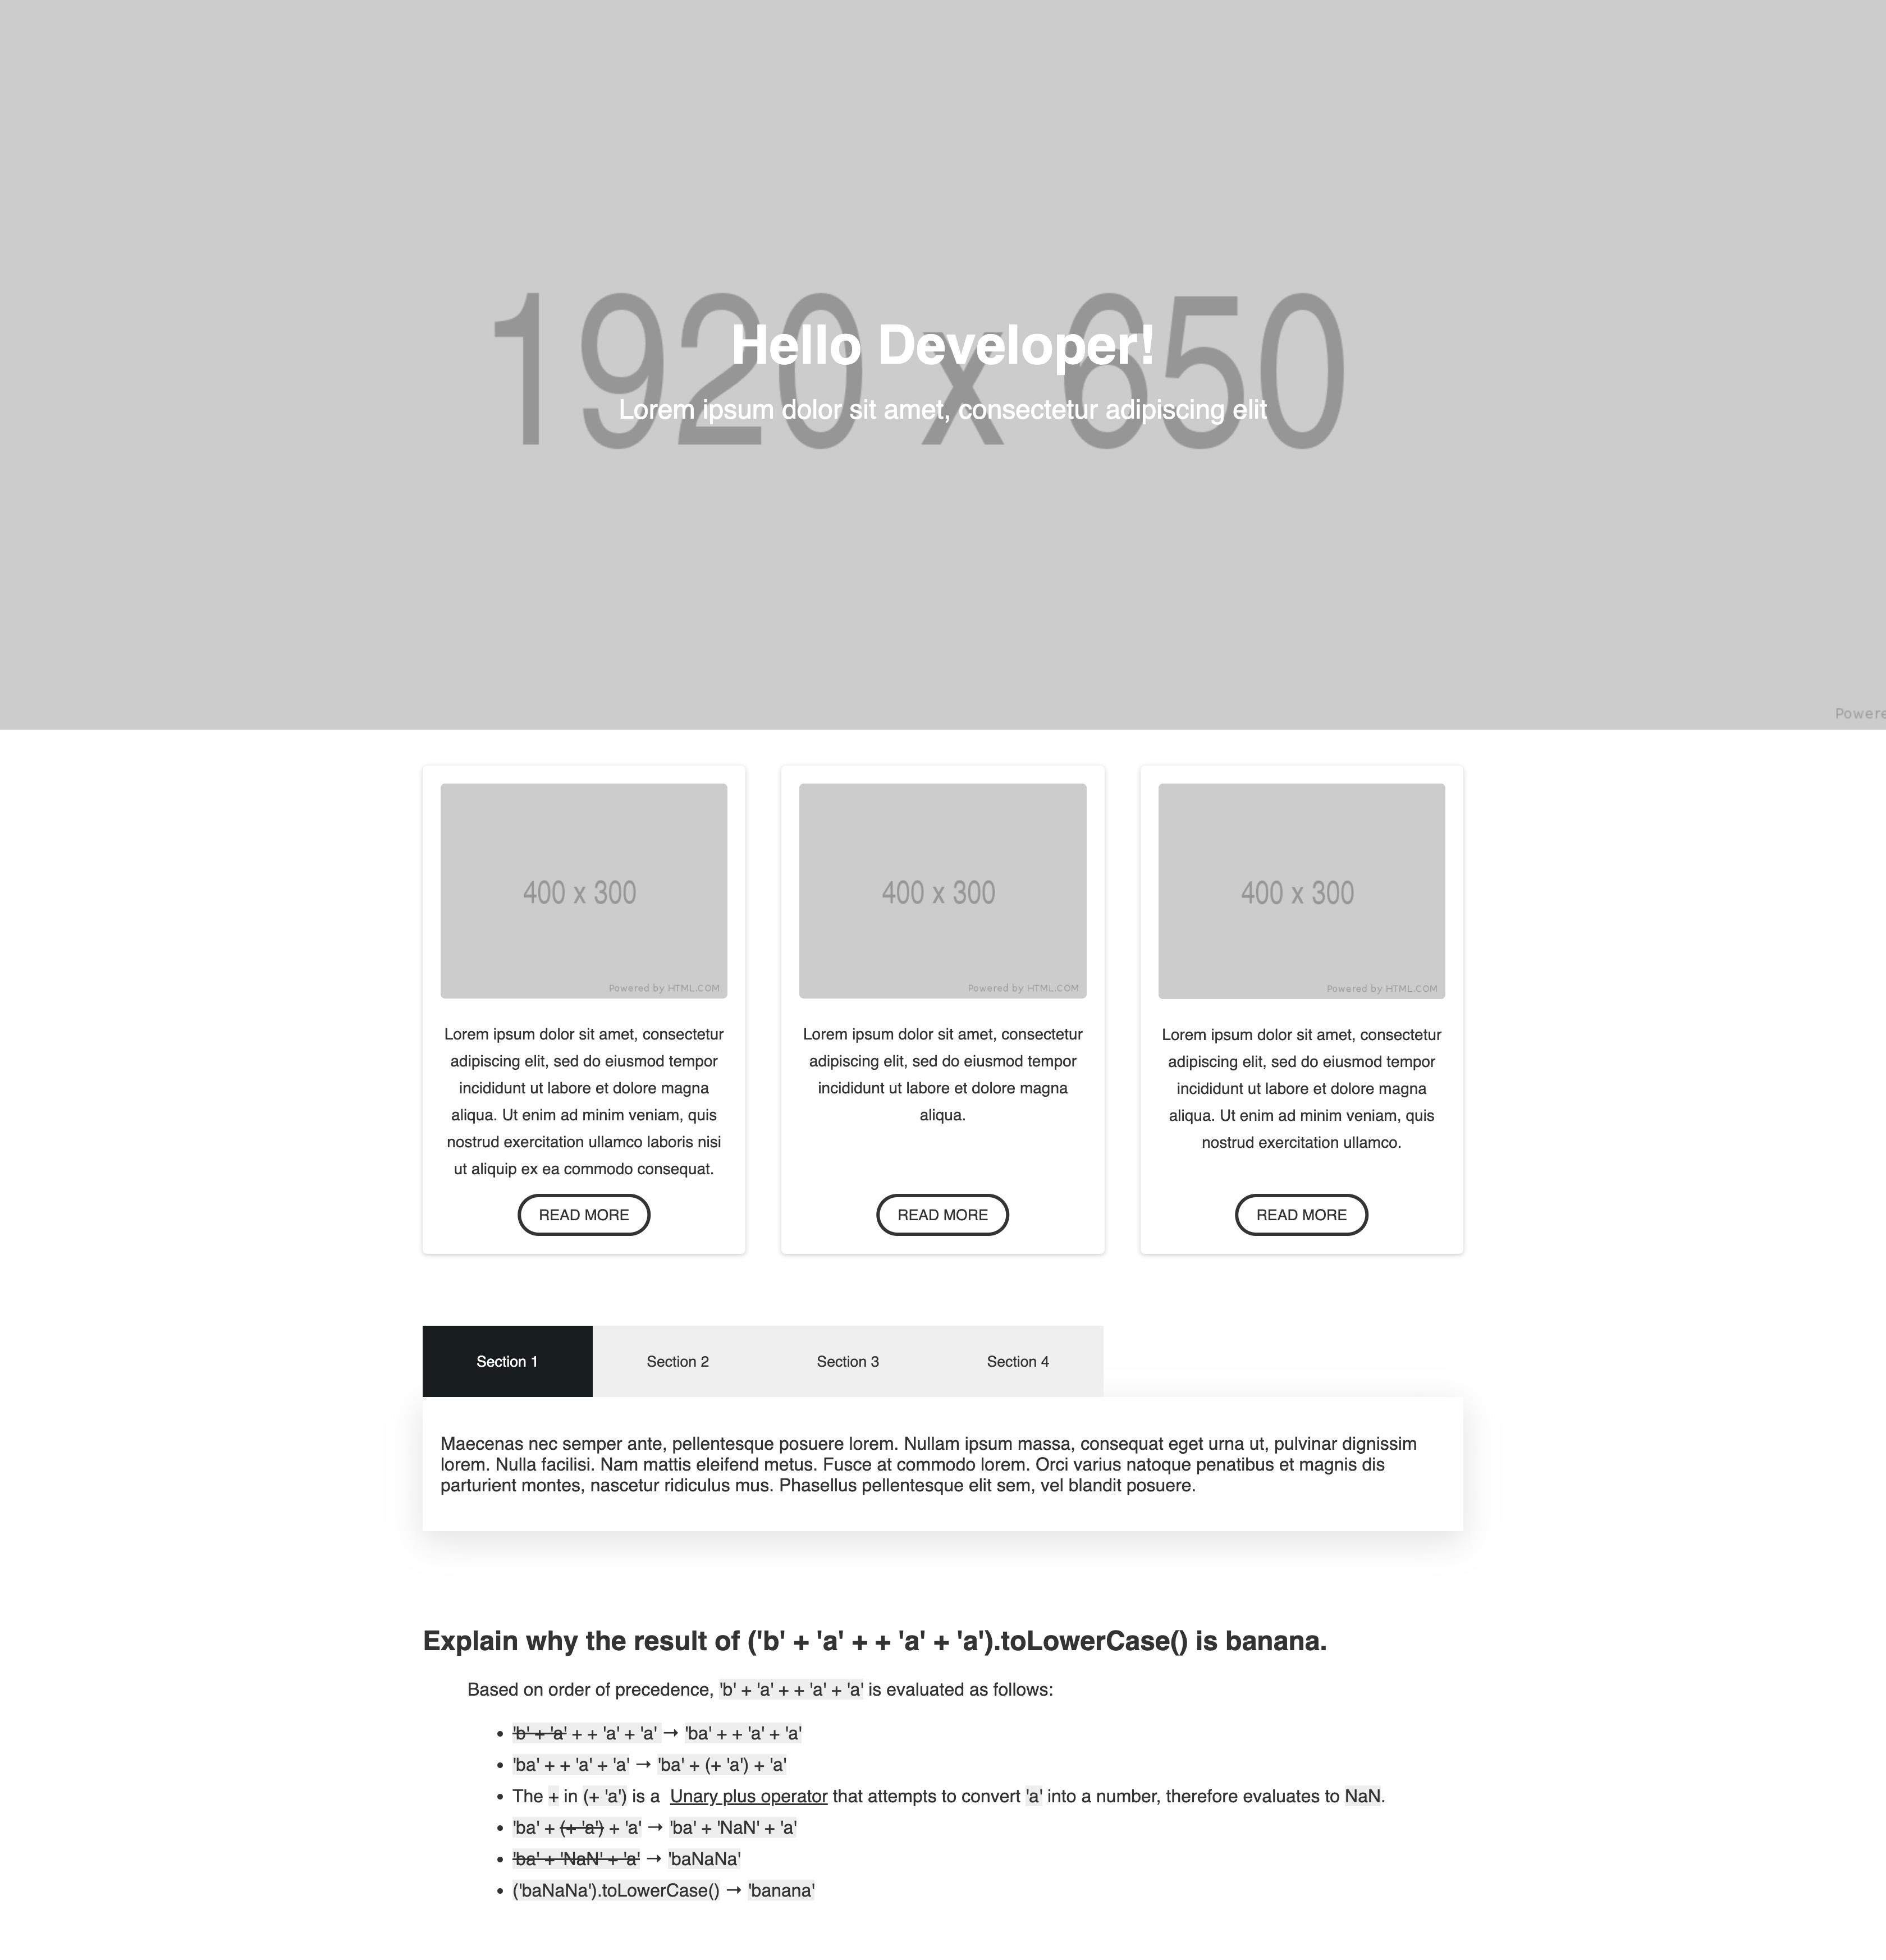 1920 x 650
Hello Developer!
Lorem ipsum dolor sit amet, consectetur adipiscing elit
Powere
400 x 300
Powered by HTML.COM
Lorem ipsum dolor sit amet, consectetur
adipiscing elit, sed do eiusmod tempor
incididunt ut labore et dolore magna
aliqua. Ut enim ad minim veniam, quis
nostrud exercitation ullamco laboris nisi
ut aliquip ex ea commodo consequat.
READ MORE
400 x 300
Powered by HTML.COM
Lorem ipsum dolor sit amet, consectetur
adipiscing elit, sed do eiusmod tempor
incididunt ut labore et dolore magna
aliqua.
READ MORE
400 x 300
Powered by HTML.COM
Lorem ipsum dolor sit amet, consectetur
adipiscing elit, sed do eiusmod tempor
incididunt ut labore et dolore magna
aliqua. Ut enim ad minim veniam, quis
nostrud exercitation ullamco.
READ MORE
Section 1
Section 2
Section 3
Section 4
Maecenas nec semper ante, pellentesque posuere lorem. Nullam ipsum massa, consequat eget urna ut, pulvinar dignissim
lorem. Nulla facilisi. Nam mattis eleifend metus. Fusce at commodo lorem. Orci varius natoque penatibus et magnis dis
parturient montes, nascetur ridiculus mus. Phasellus pellentesque elit sem, vel blandit posuere.
Explain why the result of ('b' + 'a' + + 'a' + 'a').toLowerCase() is banana.
Based on order of precedence, 'b' + 'a' + + 'a' + 'a' is evaluated as follows:
• 'b' + 'a' + + 'a' + 'a' → 'ba' + + 'a' + 'a'
• 'ba' + + 'a' + 'a' → 'ba' + (+ 'a') + 'a'
• The + in (+ 'a') is a Unary plus operator that attempts to convert 'a' into a number, therefore evaluates to NaN.
• 'ba' + (+ 'a') + 'a' → 'ba' + 'NaN' + 'a'
• 'ba' + 'NaN' + 'a' → 'baNaNa'
• ('baNaNa').toLowerCase() → 'banana'